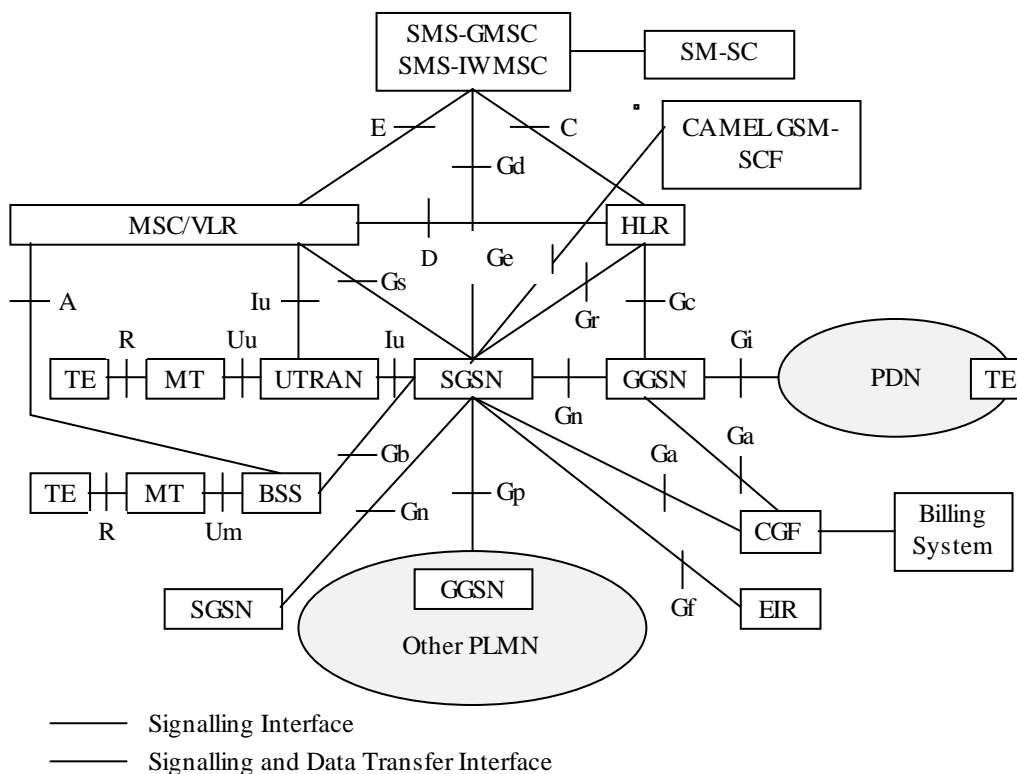 SMS-GMSC
SMS-IWMSC
SM-SC
CAMEL GSM-
SCF
E
C
Gd
MSC/VLR
HLR
D
Ge
A
Iu
Gs
Gr
Gc
R
Uu
Iu
Gi
TE
MT
UTRAN
SGSN
GGSN
PDN
TE
Gn
Gb
Ga
Ga
TE
MT
BSS
Gp
R
Um
Gn
CGF
Billing
System
SGSN
GGSN
Gf
EIR
Other PLMN
Signalling Interface
Signalling and Data Transfer Interface